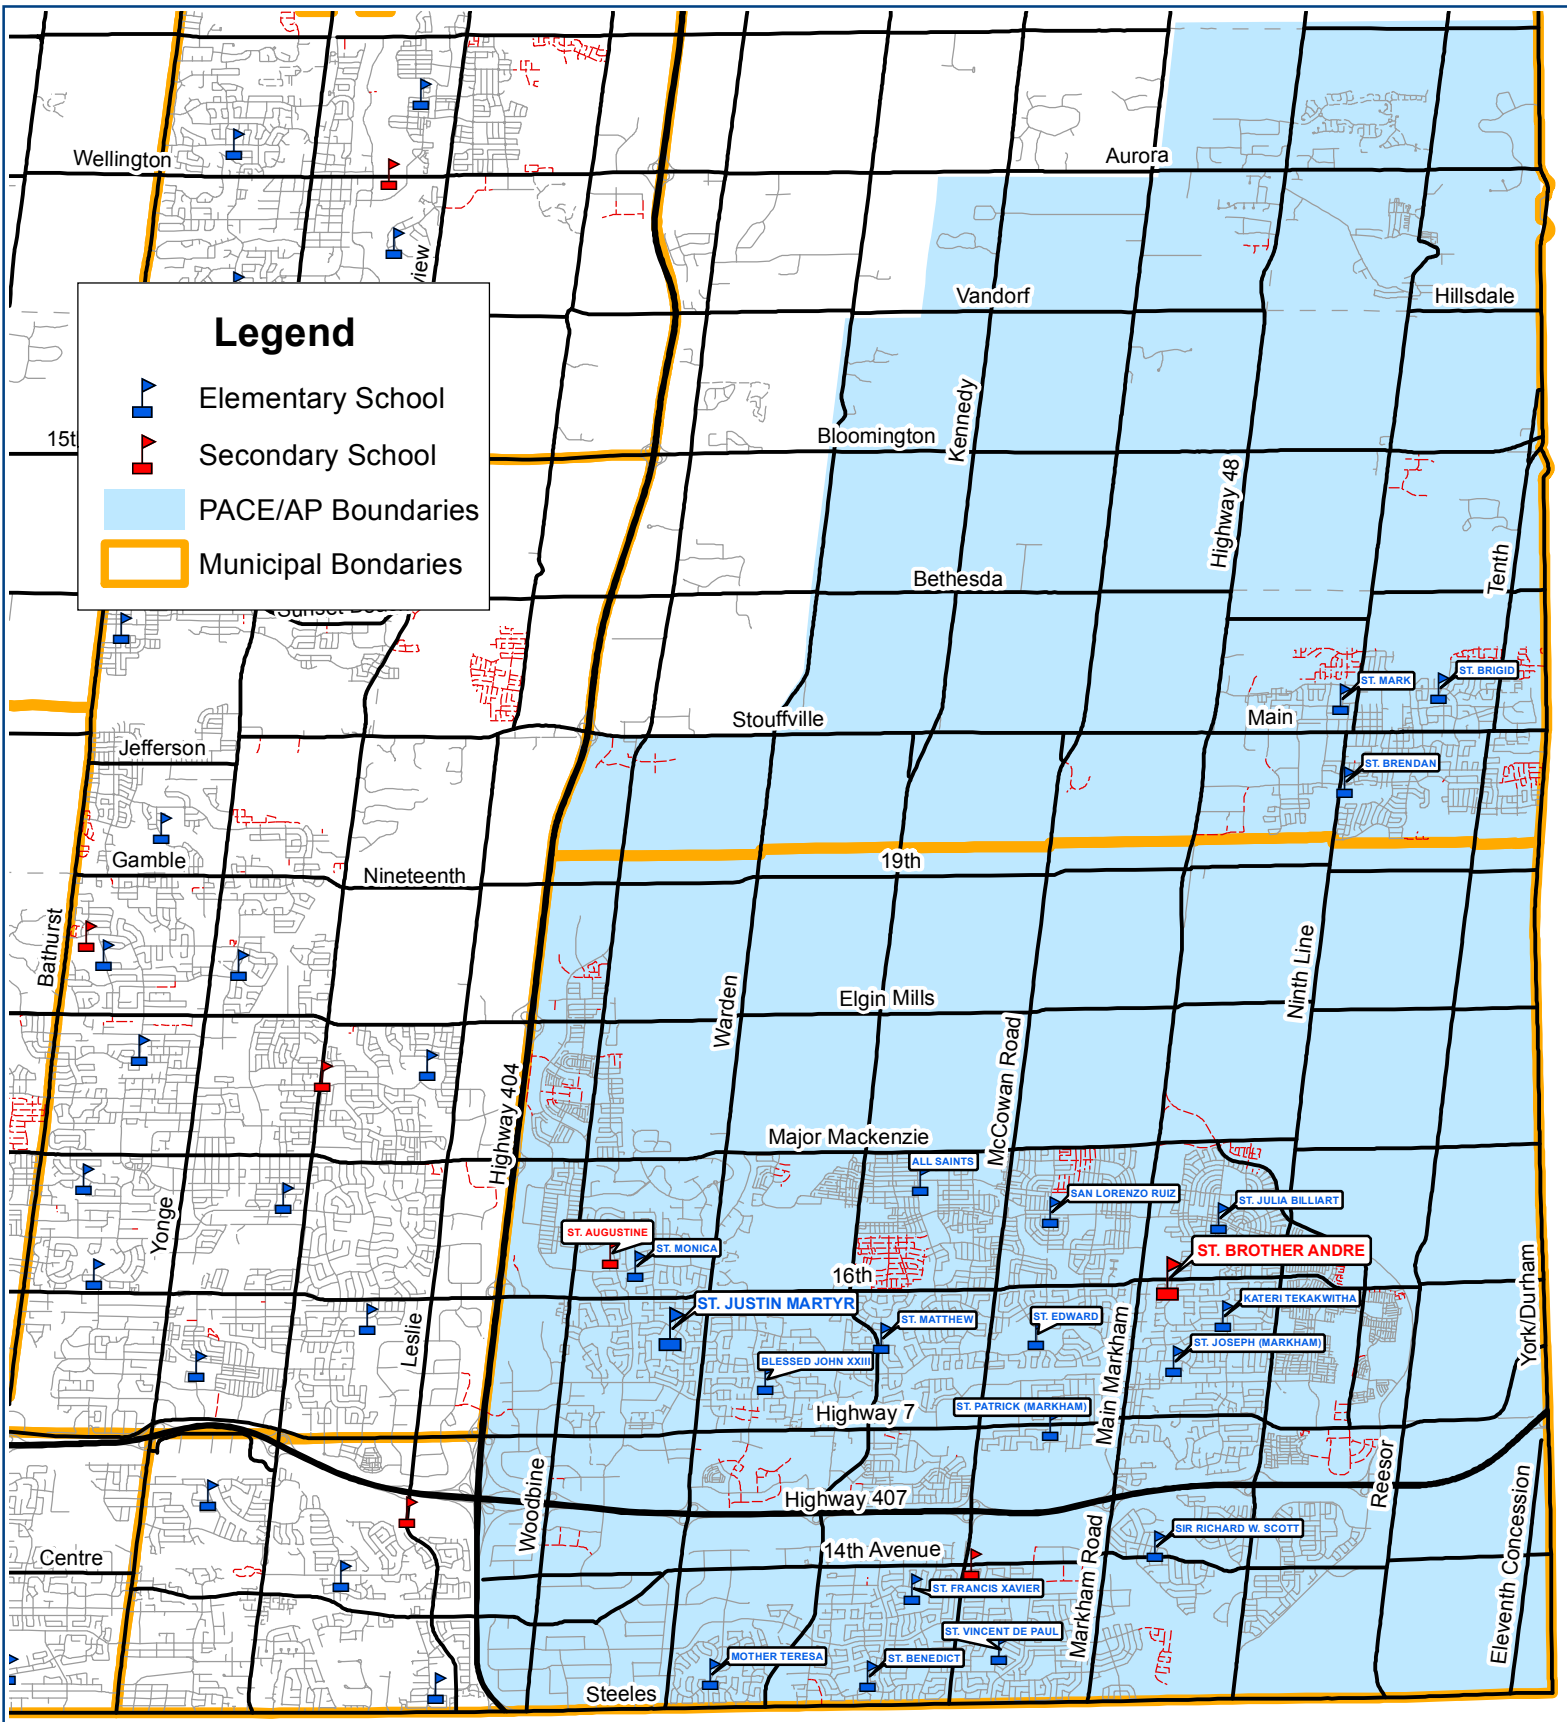 Wellington
Aurora
view
Vandorf
Hillsdale
Legend
Elementary School
Secondary School
PACE/AP Boundaries
Municipal Bondaries
15t
Bloomington
Kennedy
Highway 48
Bethesda
Tenth
Sunset
ST. MARK
ST. BRIGID
Stouffville
Main
Jefferson
ST. BRENDAN
Gamble
Nineteenth
19th
Bathurst
Warden
Elgin Mills
Ninth Line
McCowan Road
Highway 404
Major Mackenzie
ALL SAINTS
SAN LORENZO RUIZ
ST. JULIA BILLIART
Yonge
ST. AUGUSTINE
ST. MONICA
ST. BROTHER ANDRE
16th
ST. JUSTIN MARTYR
KATERI TEKAKWITHA
York/Durham
ST. MATTHEW
ST. EDWARD
Leslie
ST. JOSEPH (MARKHAM)
BLESSED JOHN XXIII
Main Markham
ST. PATRICK (MARKHAM)
Highway 7
Woodbine
Highway 407
Reesor
SIR RICHARD W. SCOTT
Centre
14th Avenue
Markham Road
Eleventh Concession
ST. FRANCIS XAVIER
ST. VINCENT DE PAUL
MOTHER TERESA
ST. BENEDICT
Steeles